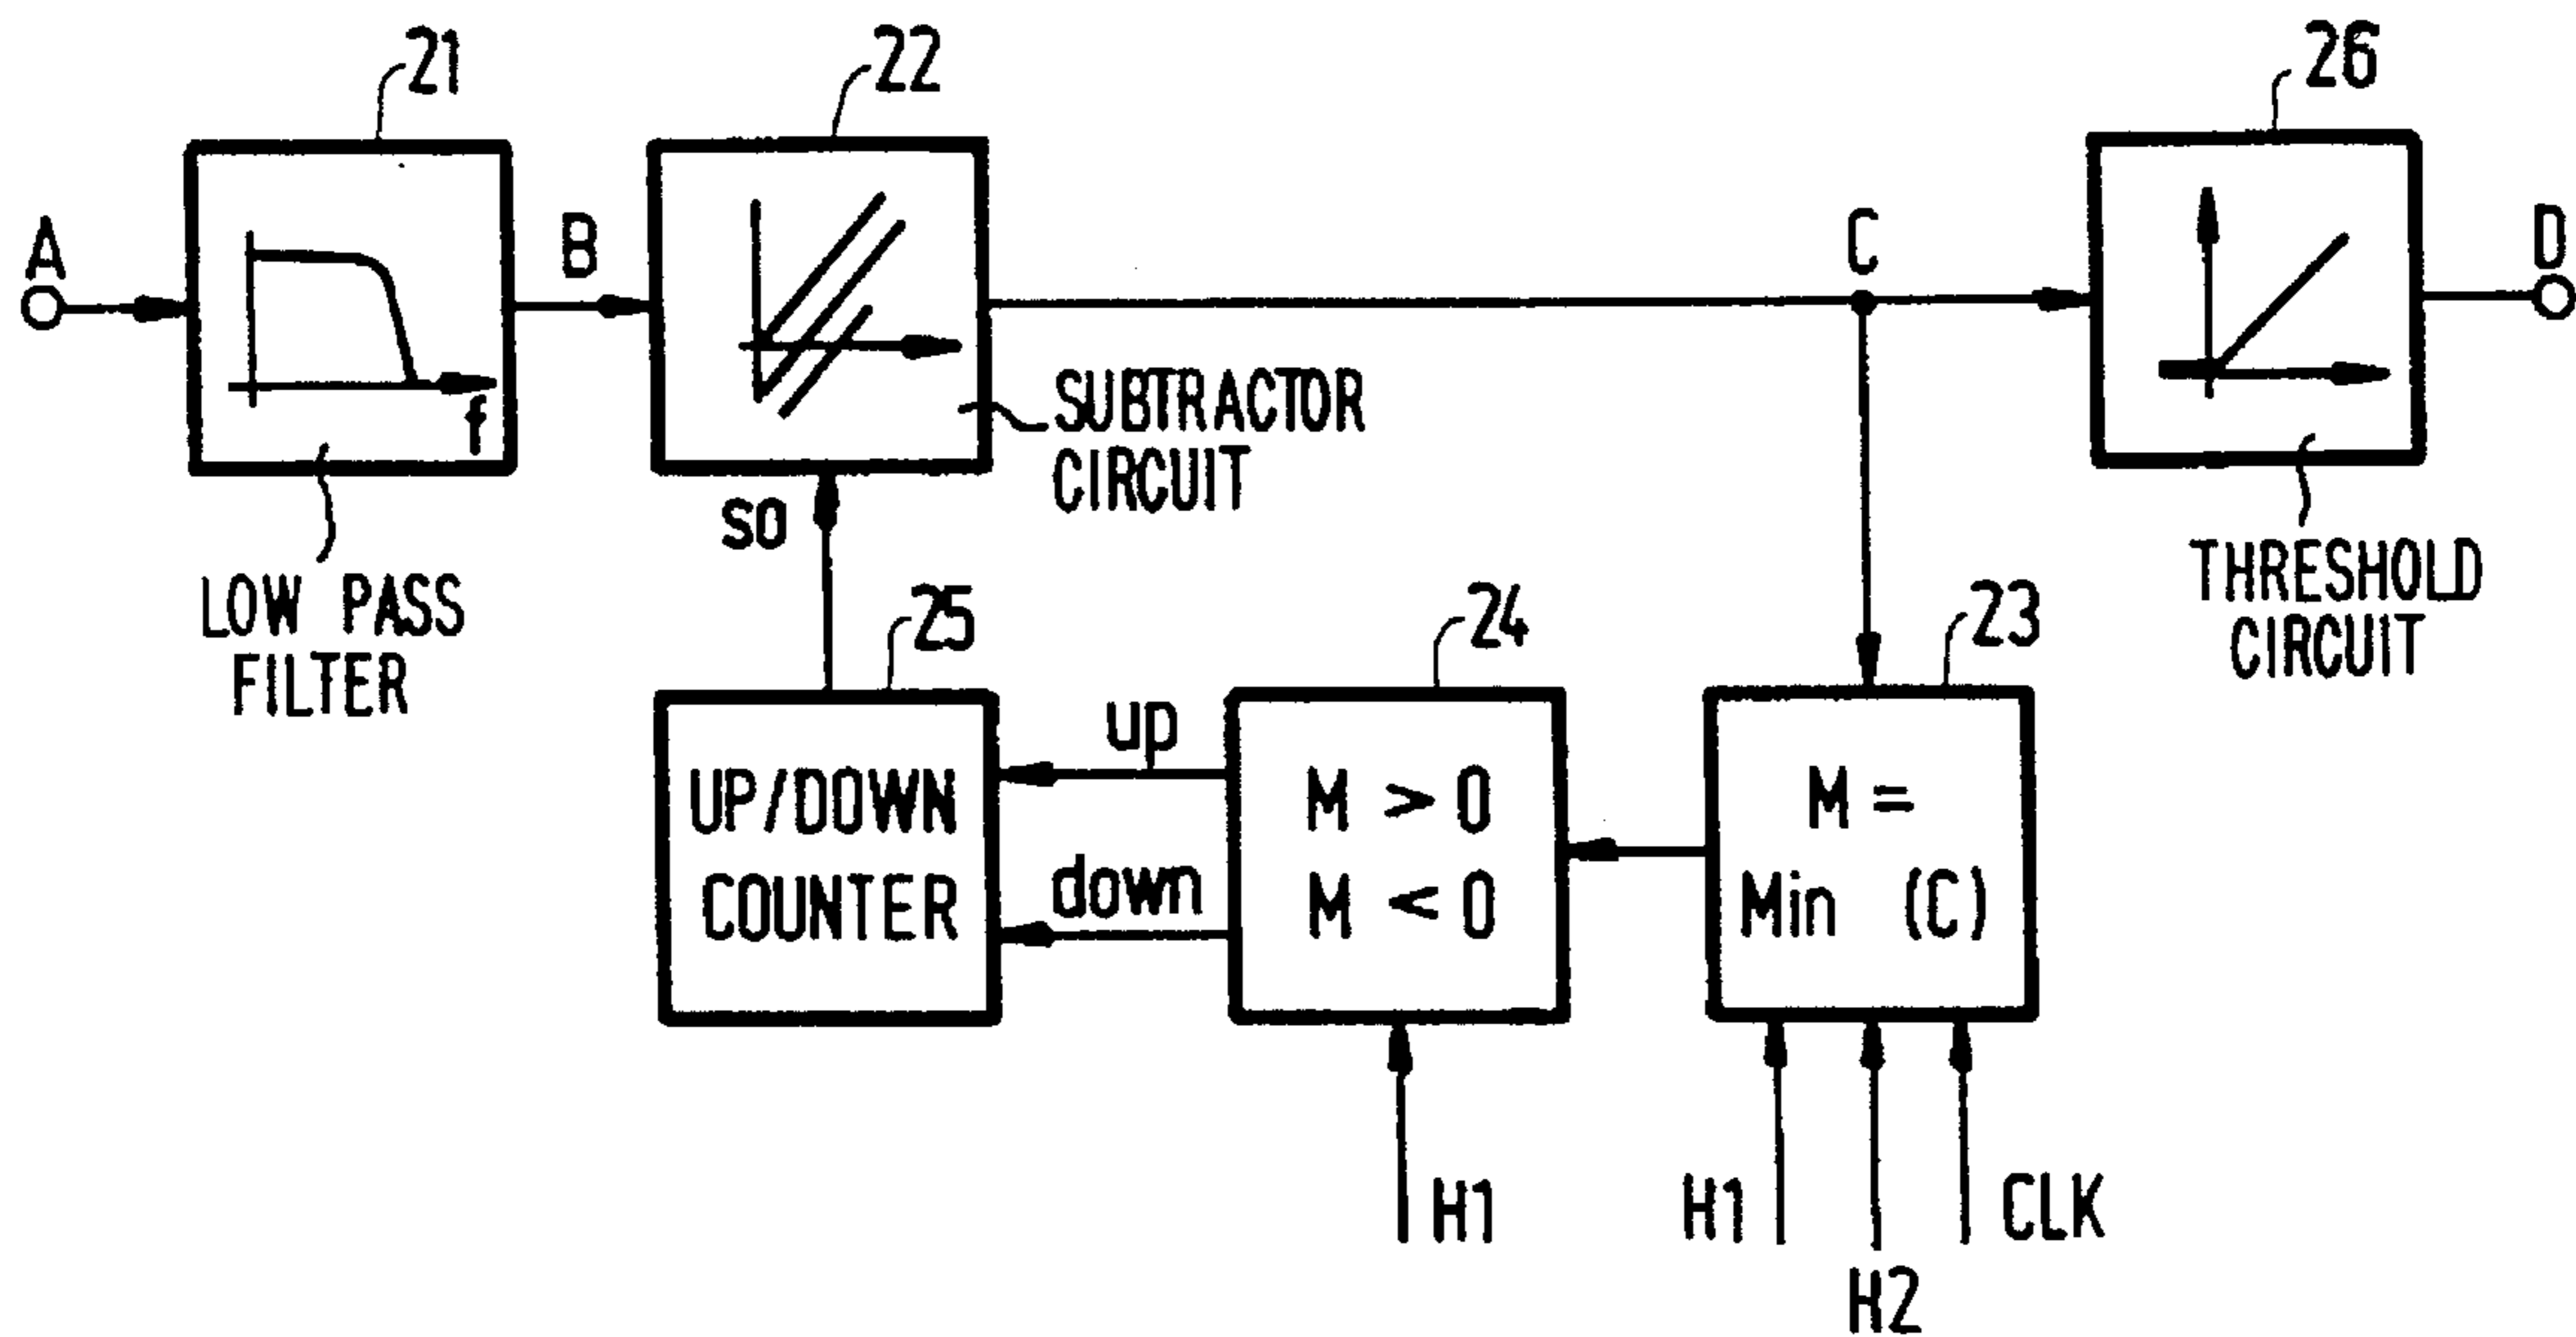 21
22
26
A
B
C
D
f
SUBTRACTOR
CIRCUIT
so
LOW PASS
FILTER
THRESHOLD
CIRCUIT
25
24
23
UP/DOWN
COUNTER
up
down
M > 0
M < 0
M =
Min (C)
H1
H1
H2
CLK